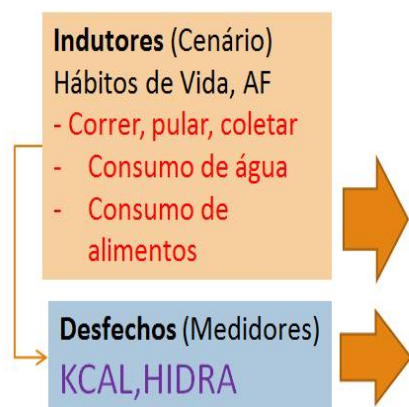 Indutores (Cenário)
Hábitos de Vida, AF
- Correr, pular, coletar
- Consumo de água
- Consumo de
alimentos
Desfechos (Medidores)
KCAL,HIDRA